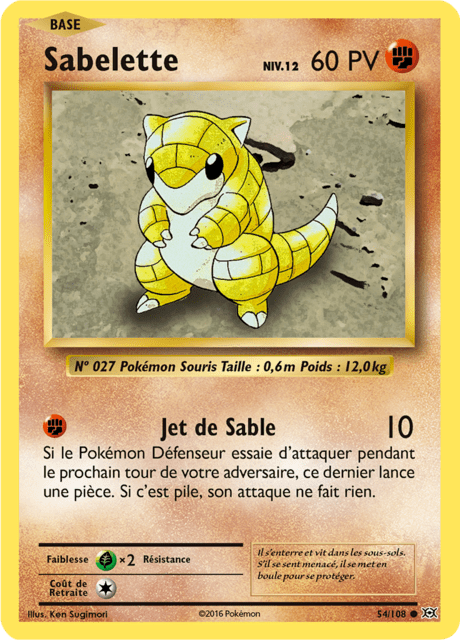 BASE
Sabelette NIV.12 60 PV
N° 027 Pokémon Souris Taille : 0,6m Poids : 12,0kg
Jet de Sable 10
Si le Pokémon Défenseur essaie d'attaquer pendant
le prochain tour de votre adversaire, ce dernier lance
une pièce. Si c'est pile, son attaque ne fait rien.
Faiblesse ×2 Résistance
Coût de
Retraite
Il s'enterre et vit dans les sous-sols.
S'il se sent menacé, il se met en
boule pour se protéger.
Illus. Ken Sugimori ©2016 Pokémon 54/108